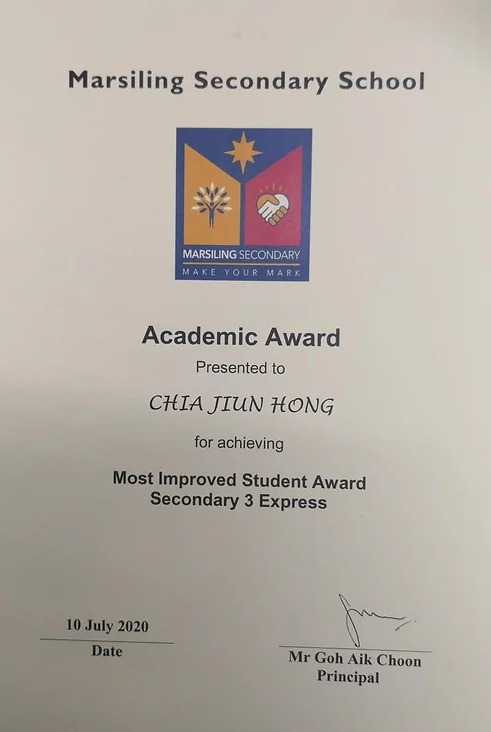 Marsiling Secondary School
MARSILING SECONDARY
MAKE YOUR MARK
Academic Award
Presented to
CHIA JIUN HONG
for achieving
Most Improved Student Award
Secondary 3 Express
10 July 2020
Date
Mr Goh Aik Choon
Principal